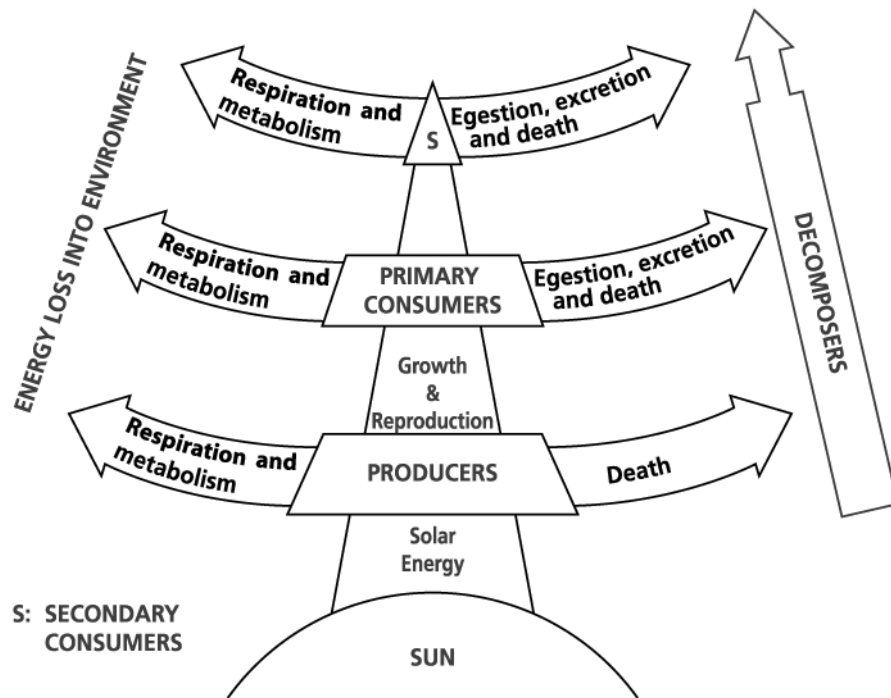 ENERGY LOSS INTO ENVIRONMENT
Respiration and
metabolism
S
Egestion, excretion
and death
Respiration and
metabolism
PRIMARY
CONSUMERS
Egestion, excretion
and death
DECOMPOSERS
Growth
&
Reproduction
Respiration and
metabolism
PRODUCERS
Death
Solar
Energy
S: SECONDARY
CONSUMERS
SUN